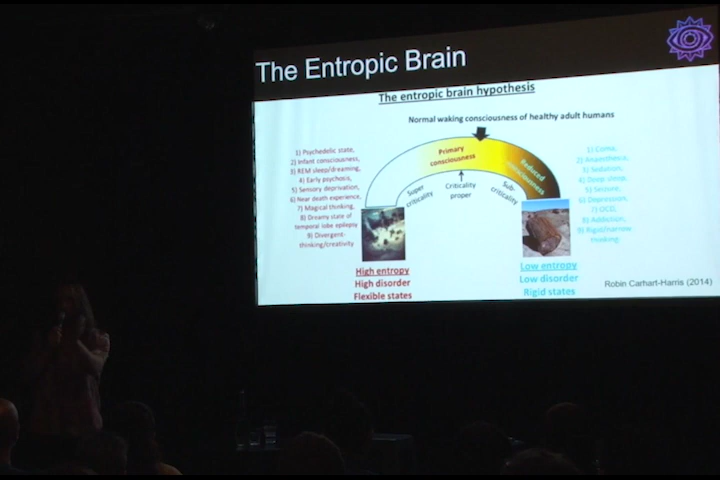 The Entropic Brain
The entropic brain hypothesis
Normal waking consciousness of healthy adult humans
1) Psychedelic state,
2) Infant consciousness,
3) REM sleep/dreaming,
4) Early psychosis,
5) Sensory deprivation,
6) Near death experience,
7) Magical thinking,
8) Dreamy state of
temporal lobe epilepsy
9) Divergent-
thinking/creativity
Primary
consciousness
Reduced
consciousness
Super
criticality
Criticality
proper
Sub-
criticality
1) Coma,
2) Anaesthesia,
3) Sedation,
4) Deep sleep,
5) Seizure,
6) Depression,
7) OCD,
8) Addiction,
9) Rigid/narrow
thinking
High entropy
High disorder
Flexible states
Low entropy
Low disorder
Rigid states
Robin Carhart-Harris (2014)